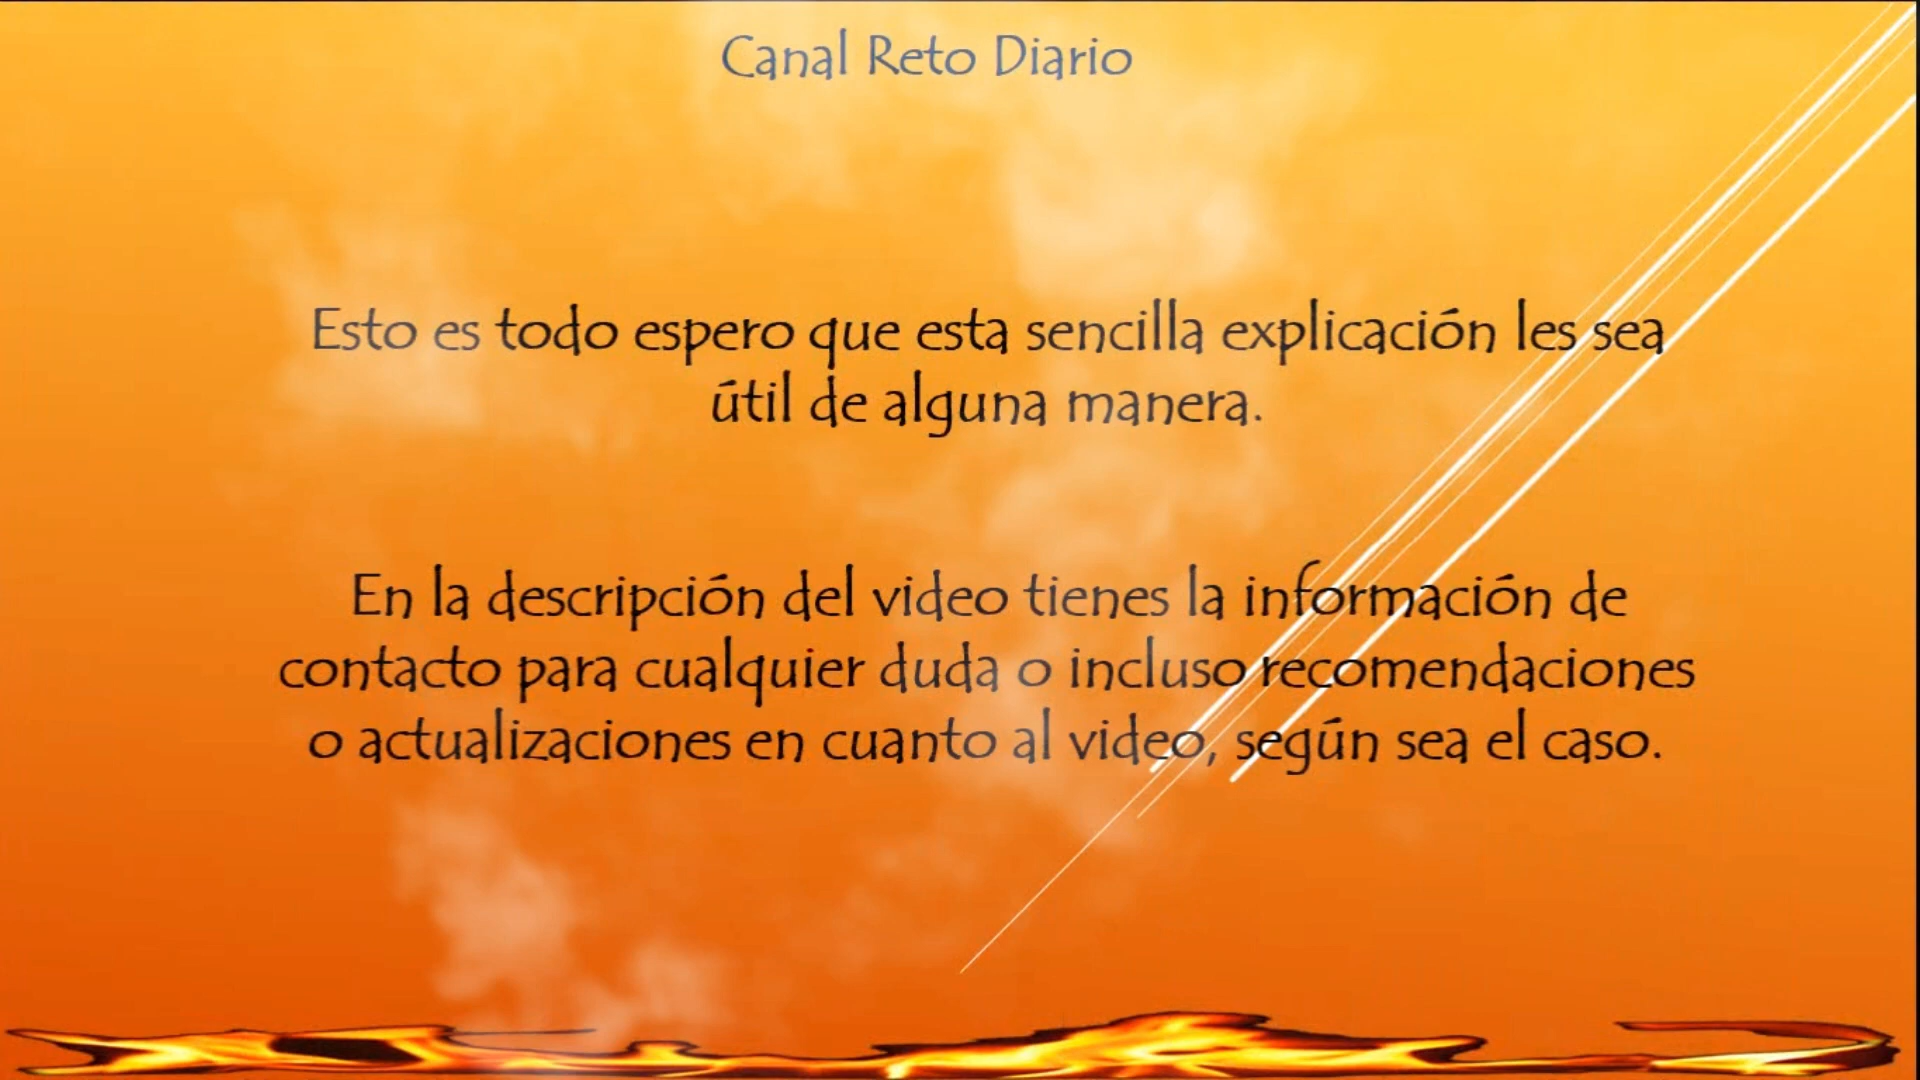 Canal Reto Diario
Esto es todo espero que esta sencilla explicación les sea
útil de alguna manera.
En la descripción del video tienes la información de
contacto para cualquier duda o incluso recomendaciones
o actualizaciones en cuanto al video, según sea el caso.